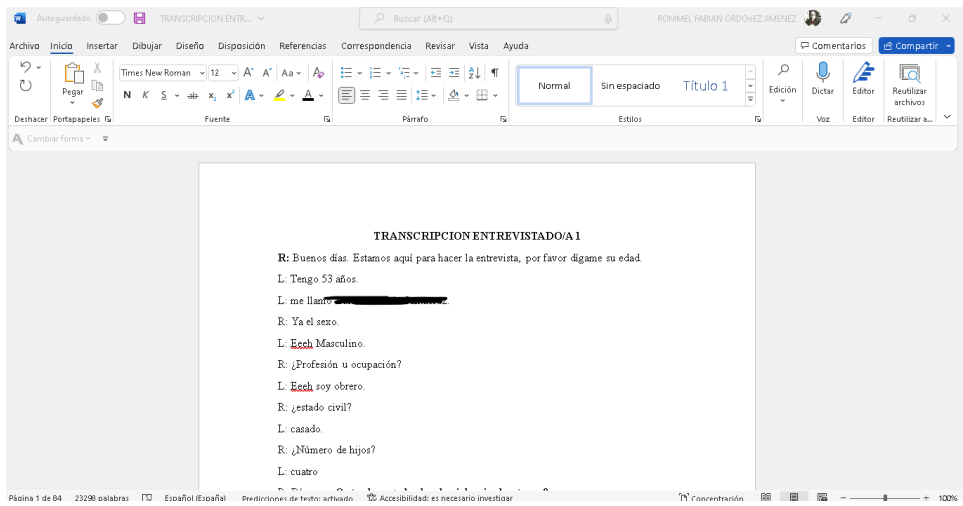 Autoguardado
TRANSCRIPCION ENTR...
Buscar (Alt+Q)
ROMMEL FABIAN ORDOnEZ JIMENEZ
Archivo Inicio Insertar Dibujar Diseño Disposición Referencias Correspondencia Revisar Vista Ayuda
Comentarios Compartir
Pegar
Times New Roman 12
Aa
N K S ab x₂ x² A A
Normal
Sin espaciado
Título 1
Edición
Dictar
Editor
Reutilizar
archivos
Deshacer Portapapeles Fuente Párrafo Estilos Voz Editor Reutilizar a...
Cambiar forma
TRANSCRIPCION ENTREVISTADO/A 1
R: Buenos días. Estamos aquí para hacer la entrevista, por favor dígame su edad.
L: Tengo 53 años.
L: me llamo
R: Ya el sexo.
L: Eeeh Masculino.
R: ¿Profesión u ocupación?
L: Eeeh soy obrero.
R: ¿estado civil?
L: casado.
R: ¿Número de hijos?
L: cuatro
Página 1 de 84 23298 palabras Español (España) Predicciones de texto: activado Accesibilidad: es necesario investigar Concentración 100%